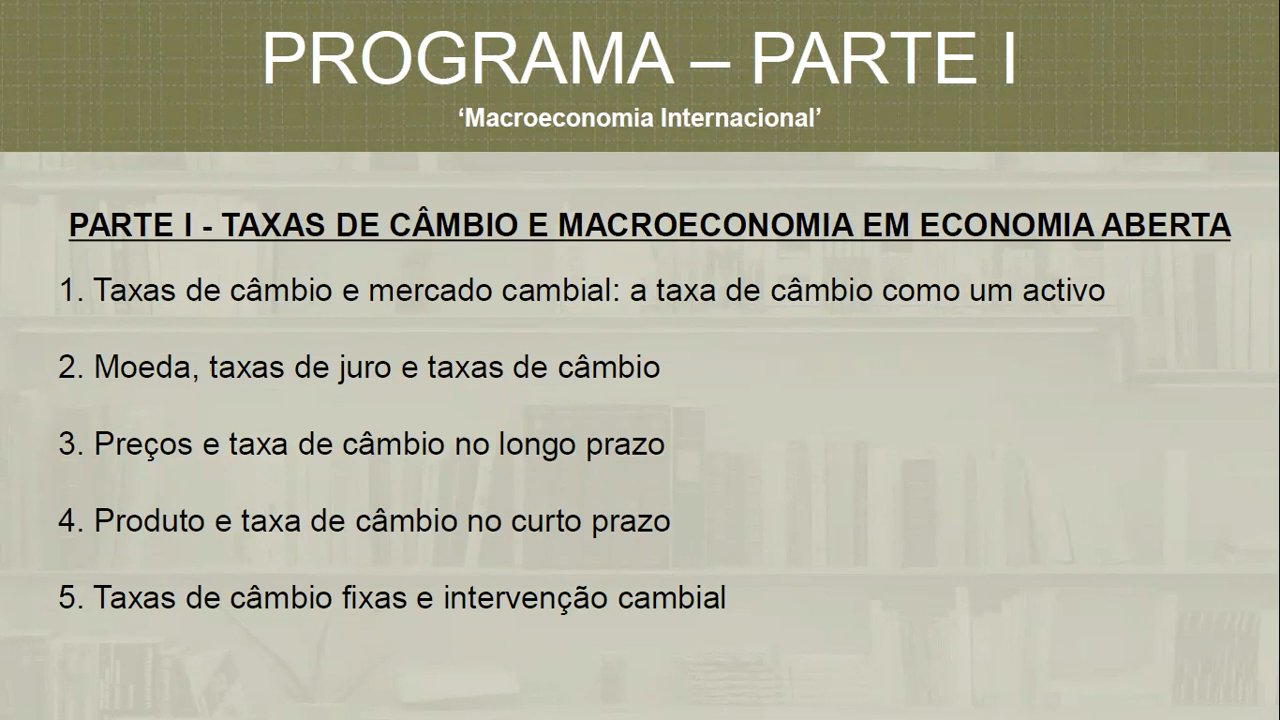 PROGRAMA – PARTE I
‘Macroeconomia Internacional’
PARTE I - TAXAS DE CÂMBIO E MACROECONOMIA EM ECONOMIA ABERTA
1. Taxas de câmbio e mercado cambial: a taxa de câmbio como um activo
2. Moeda, taxas de juro e taxas de câmbio
3. Preços e taxa de câmbio no longo prazo
4. Produto e taxa de câmbio no curto prazo
5. Taxas de câmbio fixas e intervenção cambial